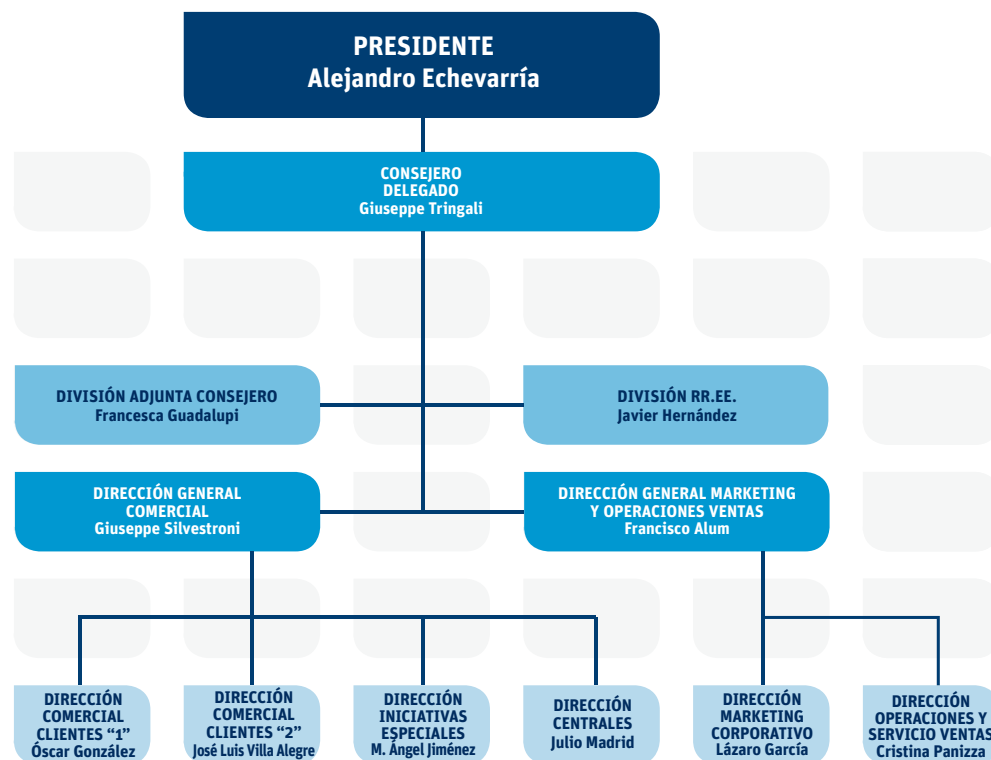 PRESIDENTE
Alejandro Echevarría
CONSEJERO
DELEGADO
Giuseppe Tringali
DIVISIÓN ADJUNTA CONSEJERO
Francesca Guadalupi
DIVISIÓN RR.EE.
Javier Hernández
DIRECCIÓN GENERAL
COMERCIAL
Giuseppe Silvestroni
DIRECCIÓN GENERAL MARKETING
Y OPERACIONES VENTAS
Francisco Alum
DIRECCIÓN
COMERCIAL
CLIENTES “1”
Óscar González
DIRECCIÓN
COMERCIAL
CLIENTES “2”
José Luis Villa Alegre
DIRECCIÓN
INICIATIVAS
ESPECIALES
M. Ángel Jiménez
DIRECCIÓN
CENTRALES
Julio Madrid
DIRECCIÓN
MARKETING
CORPORATIVO
Lázaro García
DIRECCIÓN
OPERACIONES Y
SERVICIO VENTAS
Cristina Panizza